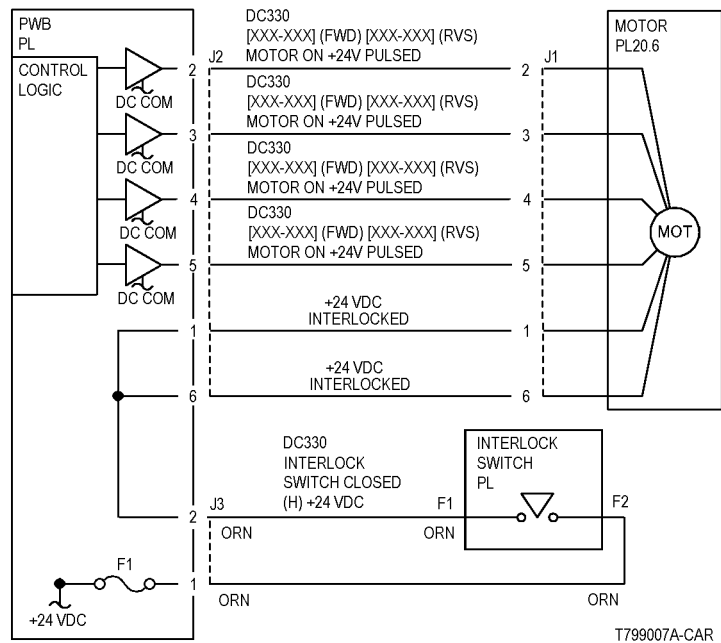 PWB
PL
CONTROL
LOGIC
DC COM
DC COM
DC COM
DC COM
2
3
4
5
1
6
2
1
J2
J3
DC330
[XXX-XXX] (FWD) [XXX-XXX] (RVS)
MOTOR ON +24V PULSED
DC330
[XXX-XXX] (FWD) [XXX-XXX] (RVS)
MOTOR ON +24V PULSED
DC330
[XXX-XXX] (FWD) [XXX-XXX] (RVS)
MOTOR ON +24V PULSED
DC330
[XXX-XXX] (FWD) [XXX-XXX] (RVS)
MOTOR ON +24V PULSED
+24 VDC
INTERLOCKED
+24 VDC
INTERLOCKED
J1
2
3
4
5
1
6
MOTOR
PL20.6
MOT
DC330
INTERLOCK
SWITCH CLOSED
(H) +24 VDC
ORN
F1
ORN
INTERLOCK
SWITCH
PL
F2
F1
+24 VDC
ORN
ORN
T799007A-CAR